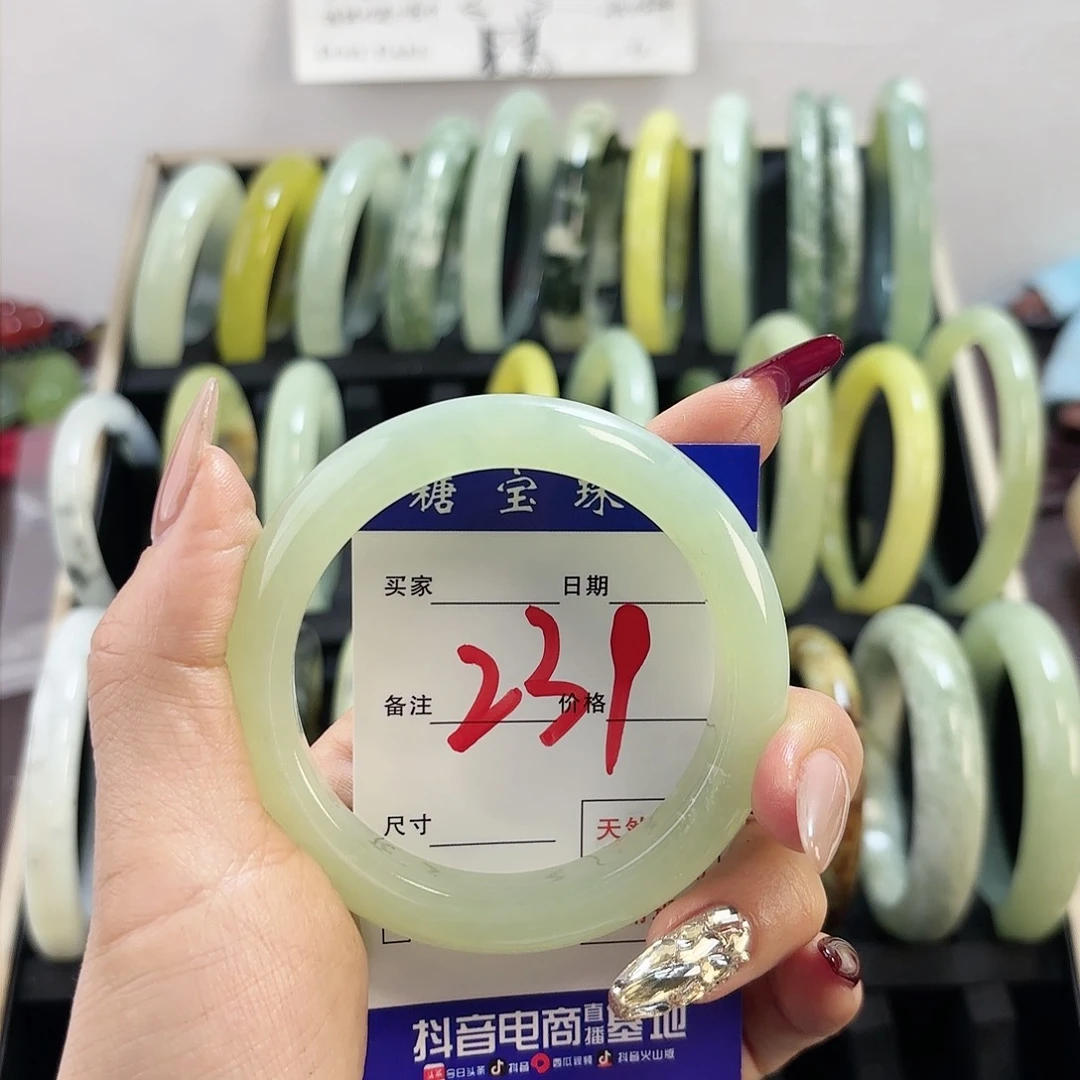 糖宝珠
买家 日期
231
备注 价格
尺寸
天然
抖音电商直播基地
今日头条 抖音 西瓜视频 抖音火山版